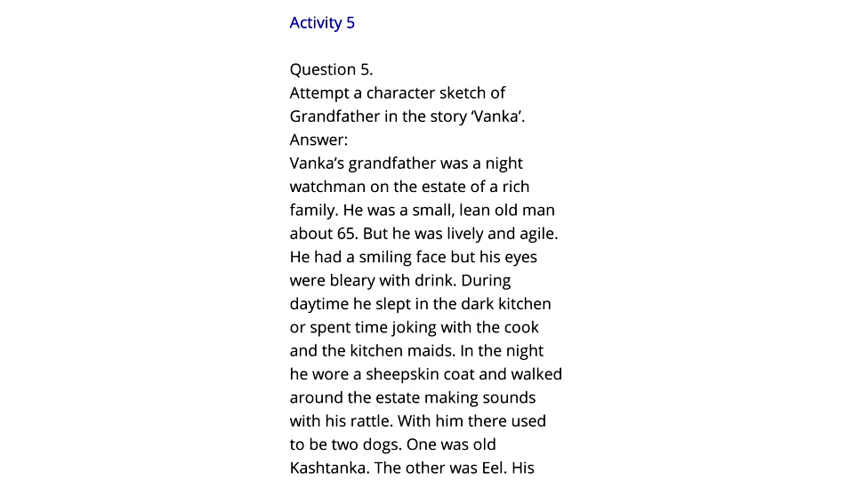 Activity 5
Question 5.
Attempt a character sketch of
Grandfather in the story ‘Vanka’.
Answer:
Vanka’s grandfather was a night
watchman on the estate of a rich
family. He was a small, lean old man
about 65. But he was lively and agile.
He had a smiling face but his eyes
were bleary with drink. During
daytime he slept in the dark kitchen
or spent time joking with the cook
and the kitchen maids. In the night
he wore a sheepskin coat and walked
around the estate making sounds
with his rattle. With him there used
to be two dogs. One was old
Kashtanka. The other was Eel. His